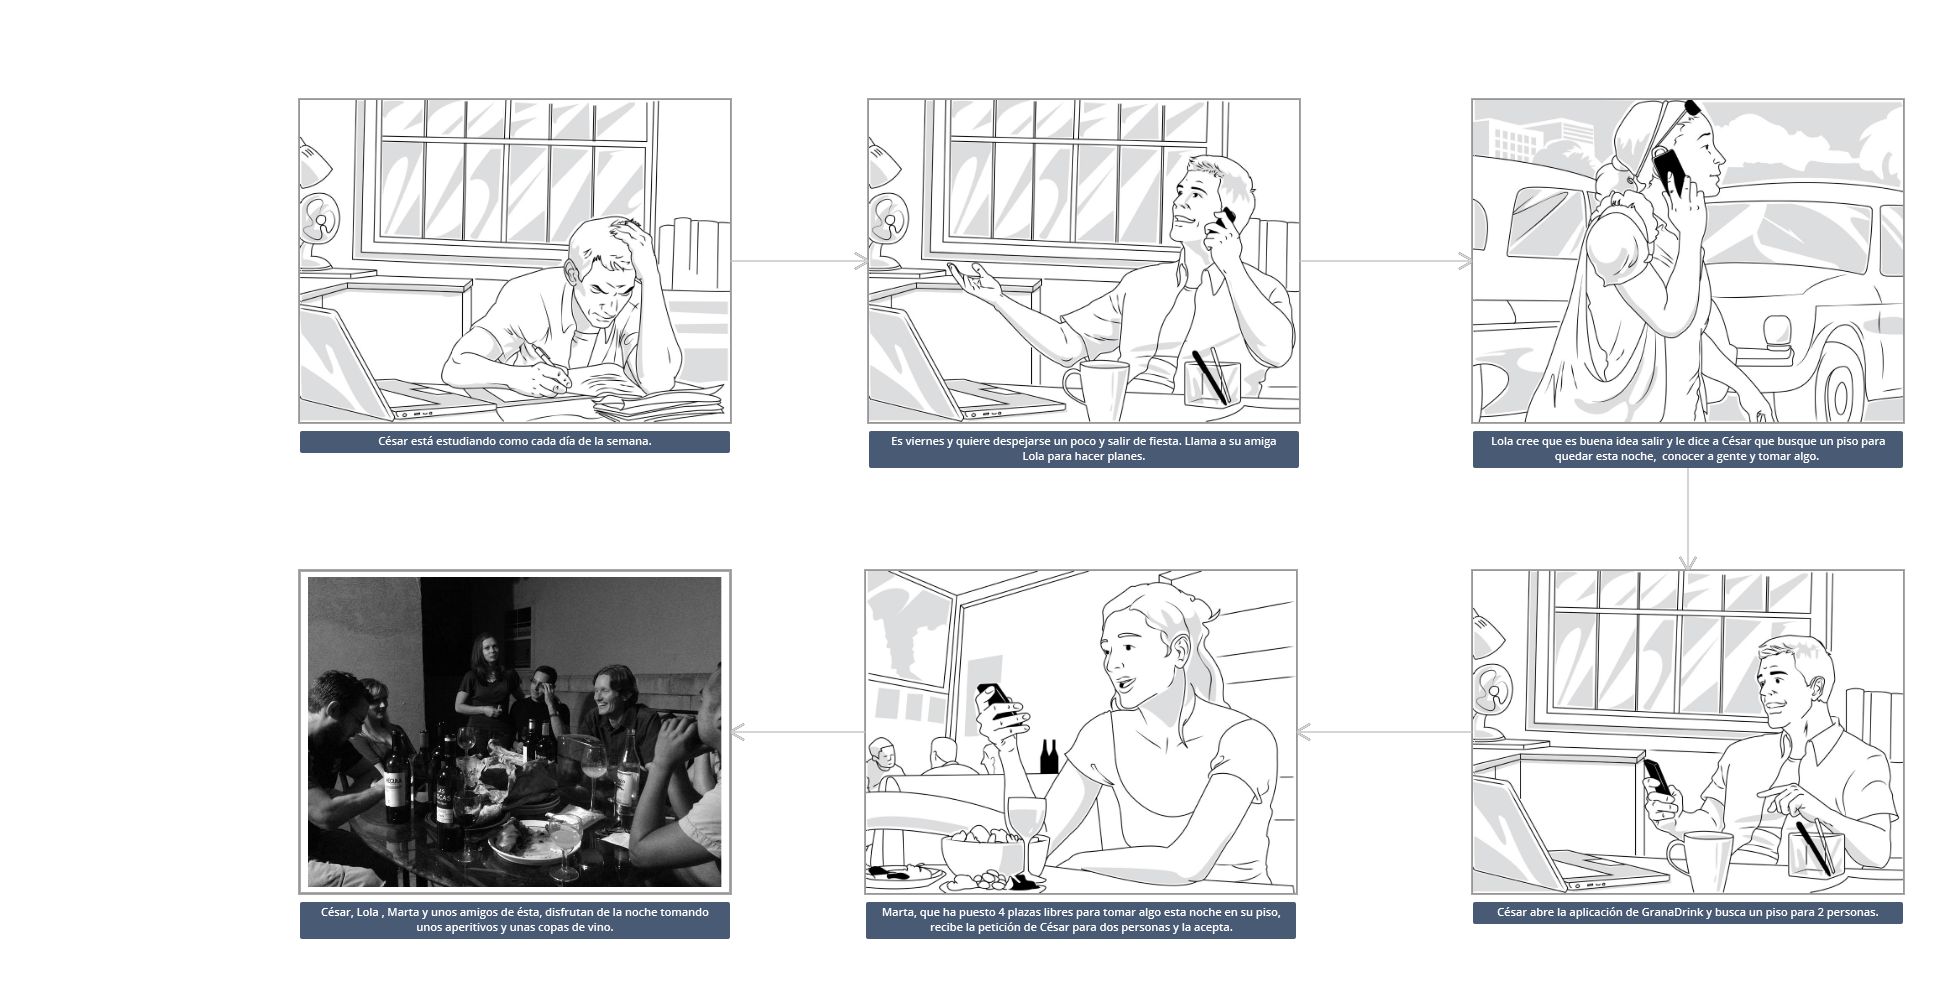 César está estudiando como cada día de la semana.
Es viernes y quiere despejarse un poco y salir de fiesta. Llama a su amiga
Lola para hacer planes.
Lola cree que es buena idea salir y le dice a César que busque un piso para
quedar esta noche,  conocer a gente y tomar algo.
César abre la aplicación de GranaDrink y busca un piso para 2 personas.
Marta, que ha puesto 4 plazas libres para tomar algo esta noche en su piso,
recibe la petición de César para dos personas y la acepta.
César, Lola , Marta y unos amigos de ésta, disfrutan de la noche tomando
unos aperitivos y unas copas de vino.